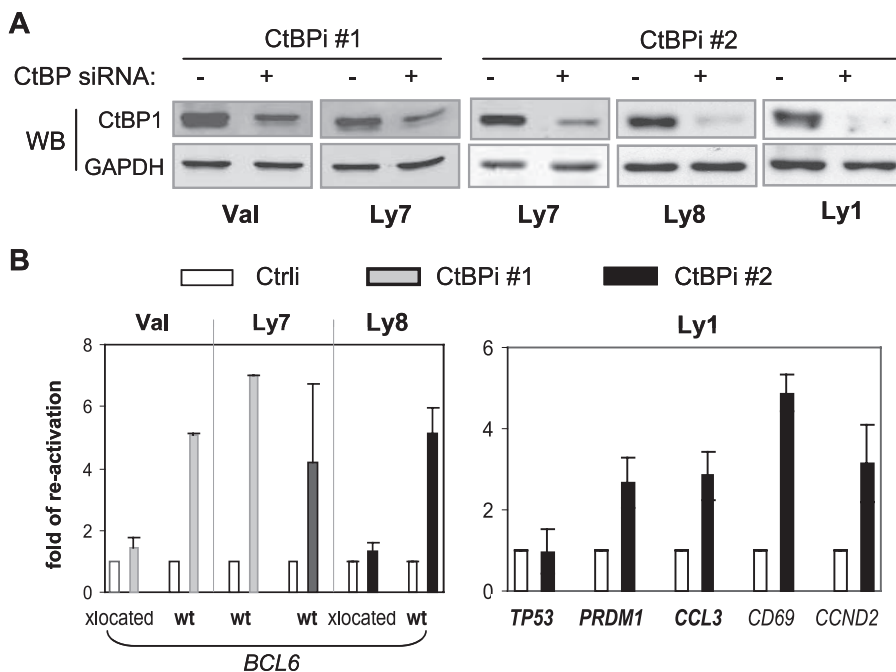 A
CtBPi #1 CtBPi #2
CtBP siRNA: - + - + - + - + - +
WB
CtBP1
GAPDH
Val Ly7 Ly7 Ly8 Ly1
B
Ctrli CtBPi #1 CtBPi #2
Val Ly7 Ly8 Ly1
fold of re-activation
8
6
4
2
0
6
4
2
0
xlocated wt wt wt xlocated wt
BCL6
TP53 PRDM1 CCL3 CD69 CCND2